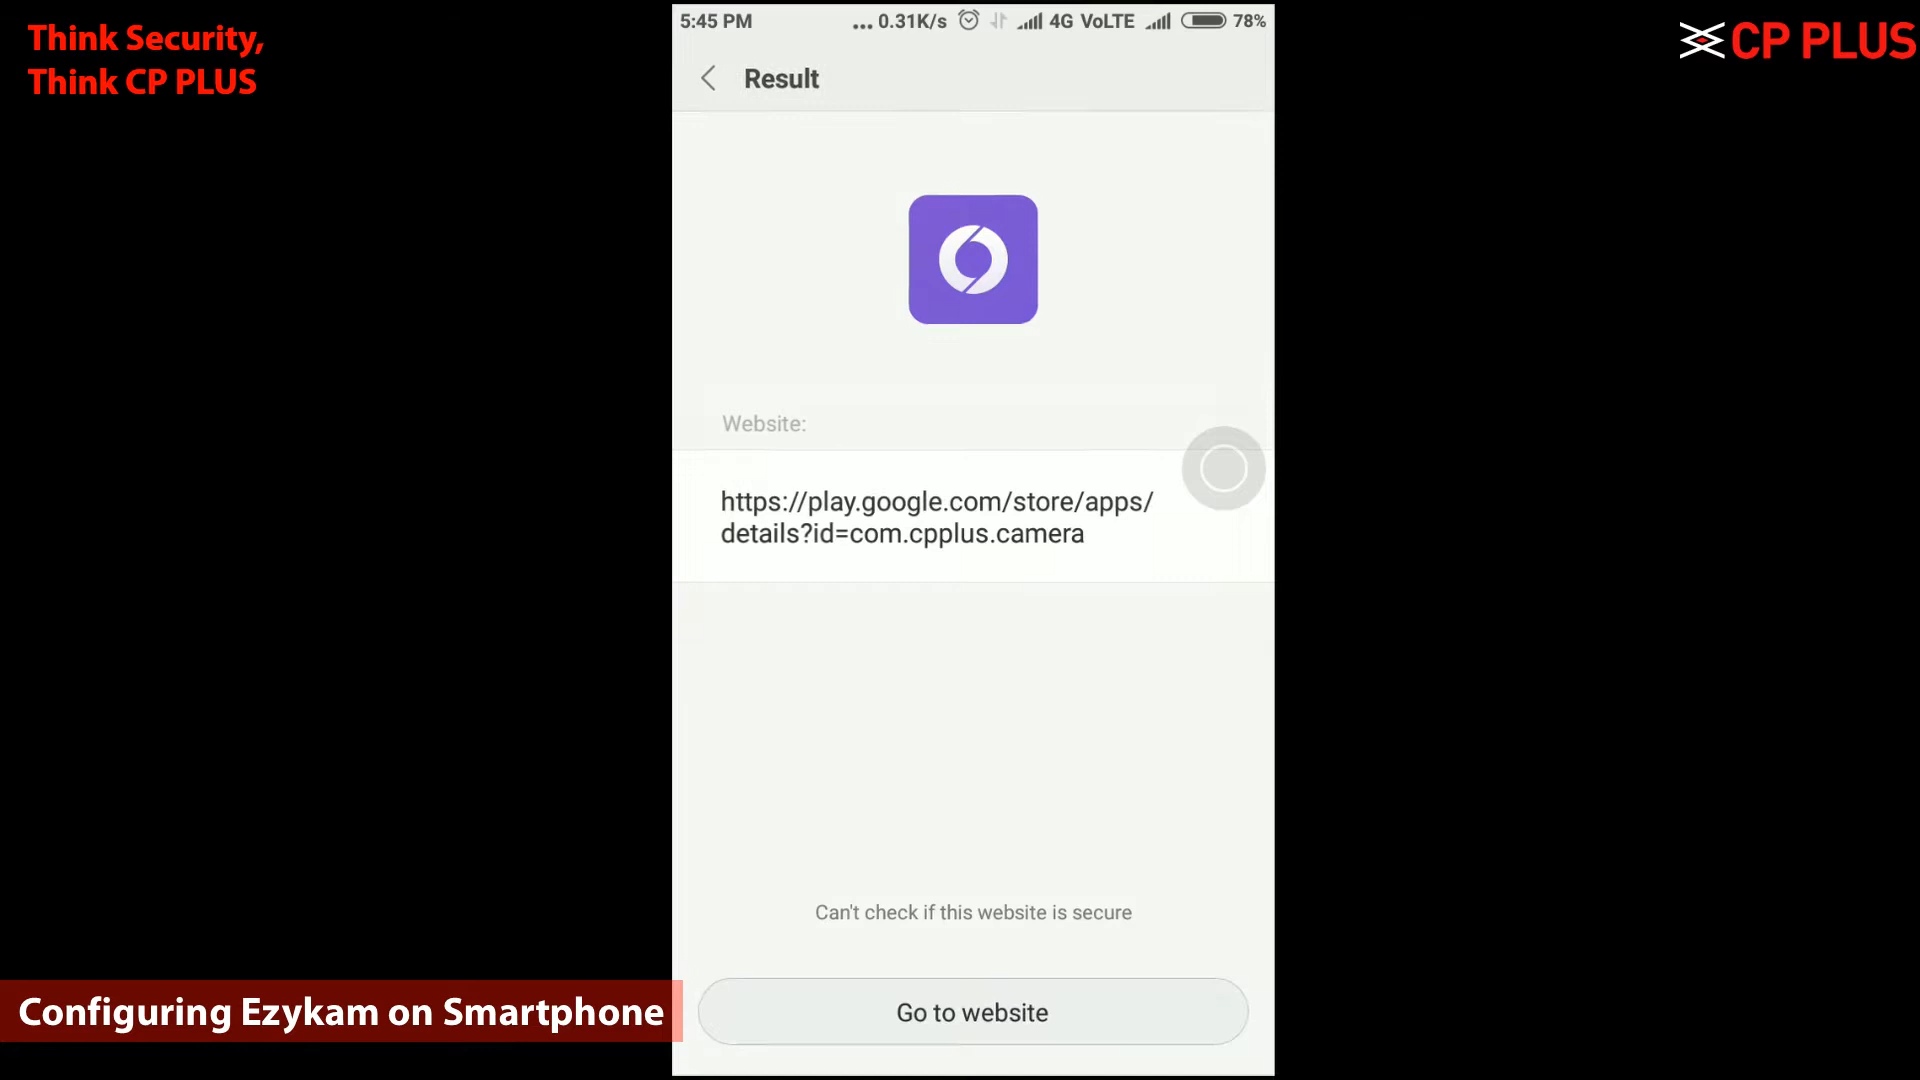 Think Security,
Think CP PLUS
CP PLUS
5:45 PM ... 0.31K/s 4G VoLTE 78%
Result
Website:
https://play.google.com/store/apps/
details?id=com.cpplus.camera
Can't check if this website is secure
Go to website
Configuring Ezykam on Smartphone